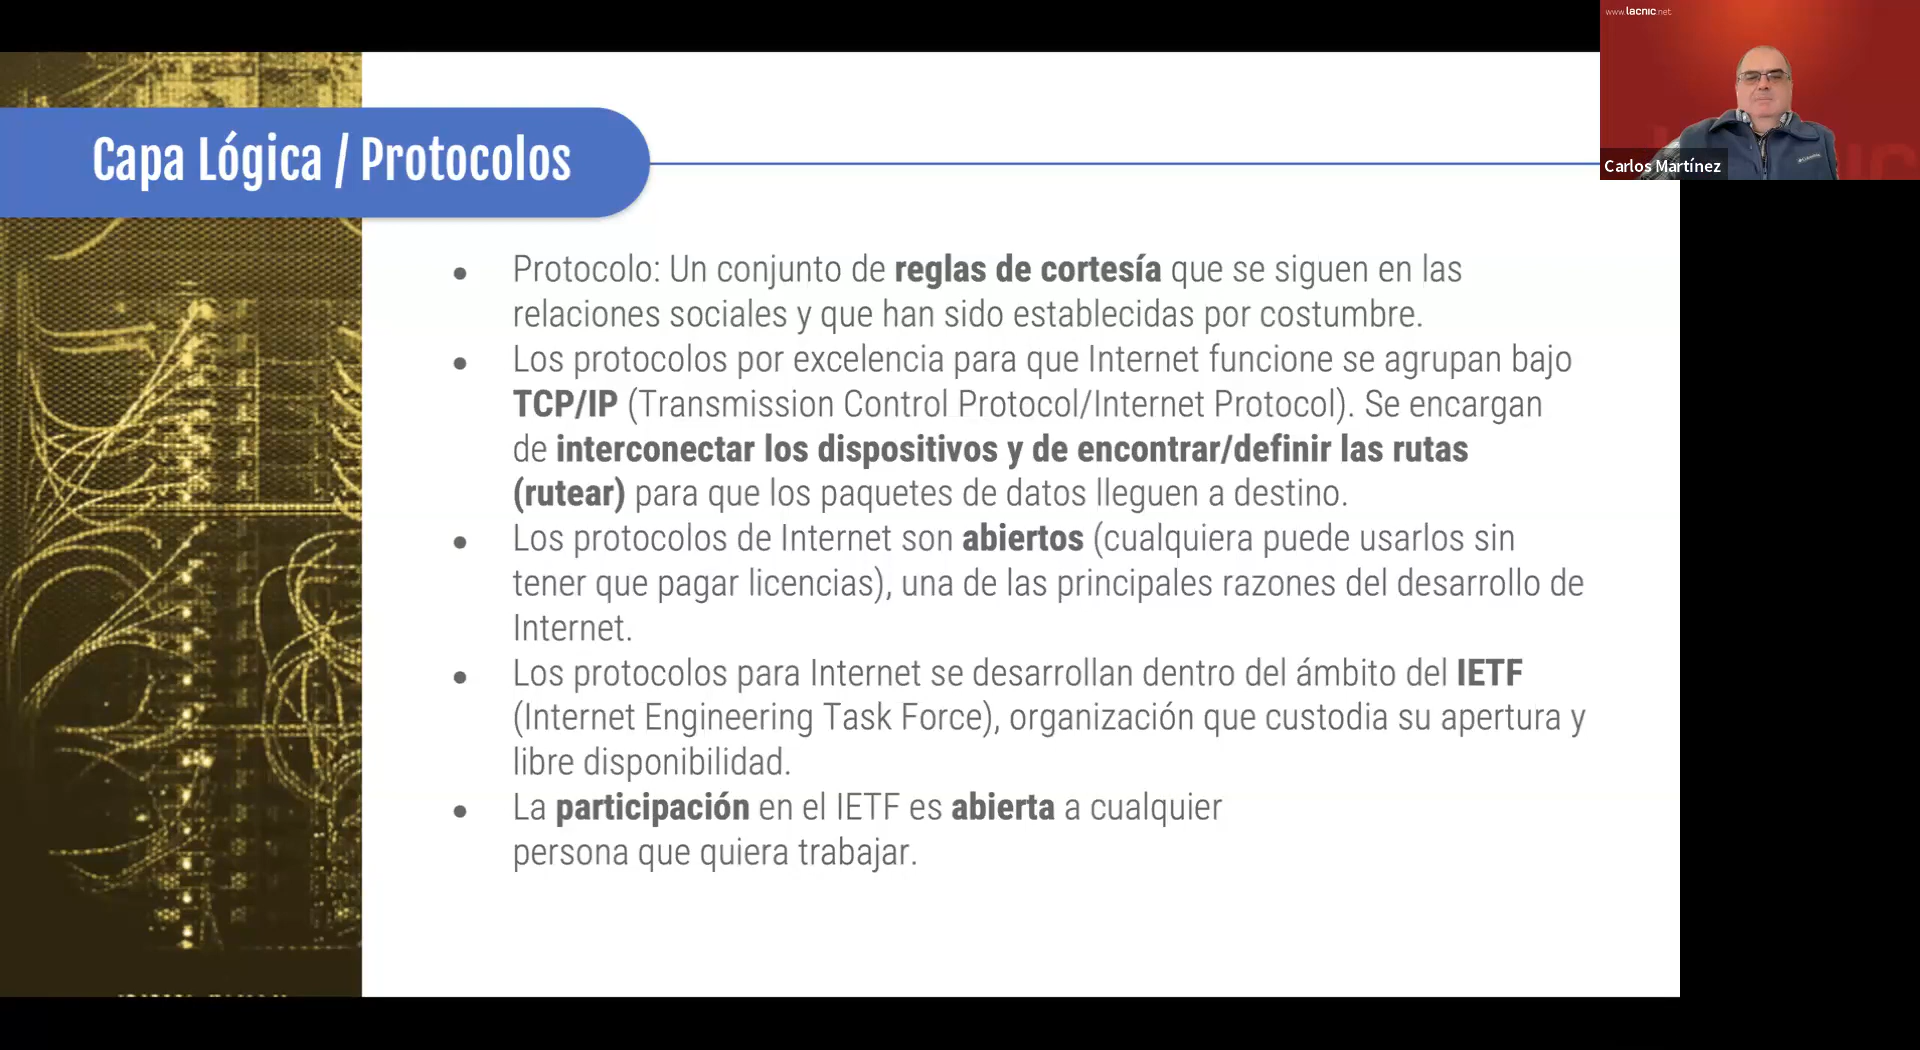 www.lacnic.net
Carlos Martínez
Capa Lógica / Protocolos
• Protocolo: Un conjunto de reglas de cortesía que se siguen en las
relaciones sociales y que han sido establecidas por costumbre.
• Los protocolos por excelencia para que Internet funcione se agrupan bajo
TCP/IP (Transmission Control Protocol/Internet Protocol). Se encargan
de interconectar los dispositivos y de encontrar/definir las rutas
(rutear) para que los paquetes de datos lleguen a destino.
• Los protocolos de Internet son abiertos (cualquiera puede usarlos sin
tener que pagar licencias), una de las principales razones del desarrollo de
Internet.
• Los protocolos para Internet se desarrollan dentro del ámbito del IETF
(Internet Engineering Task Force), organización que custodia su apertura y
libre disponibilidad.
• La participación en el IETF es abierta a cualquier
persona que quiera trabajar.